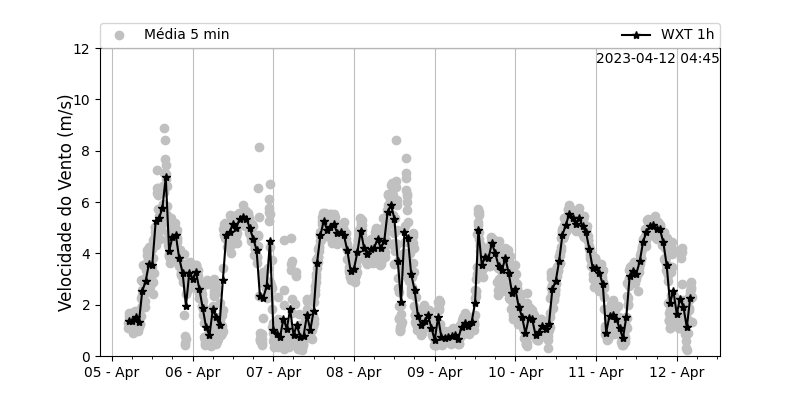 Média 5 min
WXT 1h
2023-04-12 04:45
Velocidade do Vento (m/s)
12
10
8
6
4
2
0
05 - Apr
06 - Apr
07 - Apr
08 - Apr
09 - Apr
10 - Apr
11 - Apr
12 - Apr